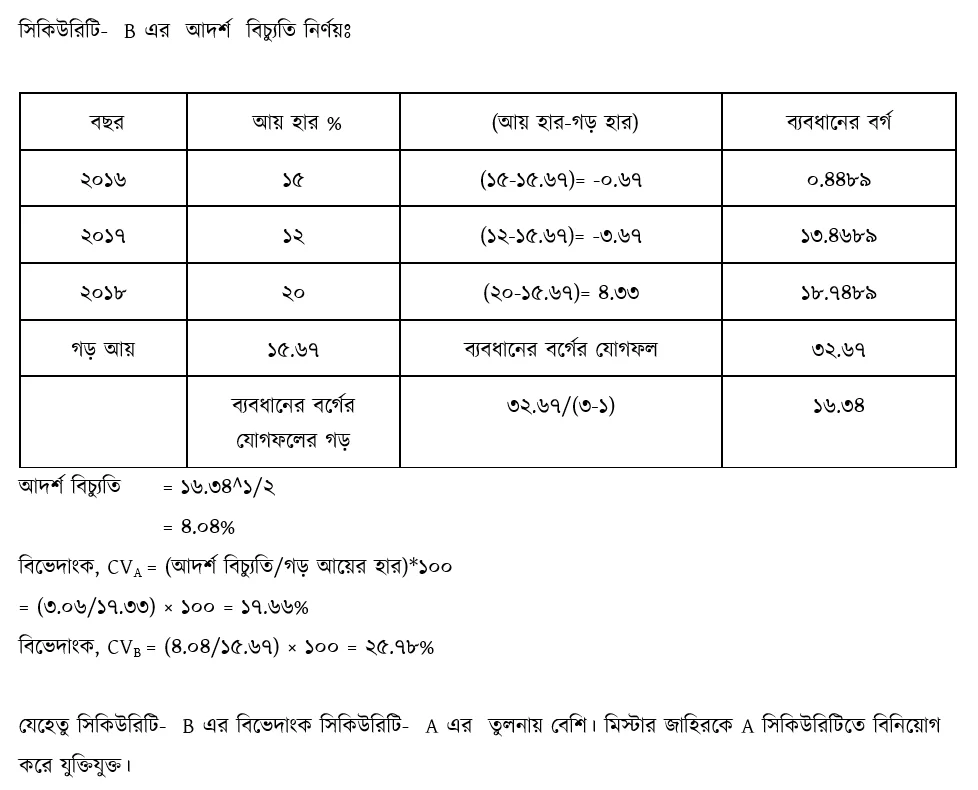 সিকিউরিটি- B এর আদর্শ বিচ্যুতি নির্ণয়ঃ
বছর আয় হার % (আয় হার-গড় হার) ব্যবধানের বর্গ
২০১৬ ১৫ (১৫-১৫.৬৭)= -০.৬৭ ০.৪৪৮৯
২০১৭ ১২ (১২-১৫.৬৭)= -৩.৬৭ ১৩.৪৬৮৯
২০১৮ ২০ (২০-১৫.৬৭)= ৪.৩৩ ১৮.৭৪৮৯
গড় আয় ১৫.৬৭ ব্যবধানের বর্গের যোগফল ৩২.৬৭
ব্যবধানের বর্গের ৩২.৬৭/(৩-১) ১৬.৩৪
যোগফলের গড়
আদর্শ বিচ্যুতি = ১৬.৩৪^১/২
= ৪.০৪%
বিভেদাংক, CVA = (আদর্শ বিচ্যুতি/গড় আয়ের হার)*১০০
= (৩.০৬/১৭.৩৩) × ১০০ = ১৭.৬৬%
বিভেদাংক, CVB = (৪.০৪/১৫.৬৭) × ১০০ = ২৫.৭৮%
যেহেতু সিকিউরিটি- B এর বিভেদাংক সিকিউরিটি- A এর তুলনায় বেশি। মিস্টার জাহিরকে A সিকিউরিটিতে বিনিয়োগ
করে যুক্তিযুক্ত।